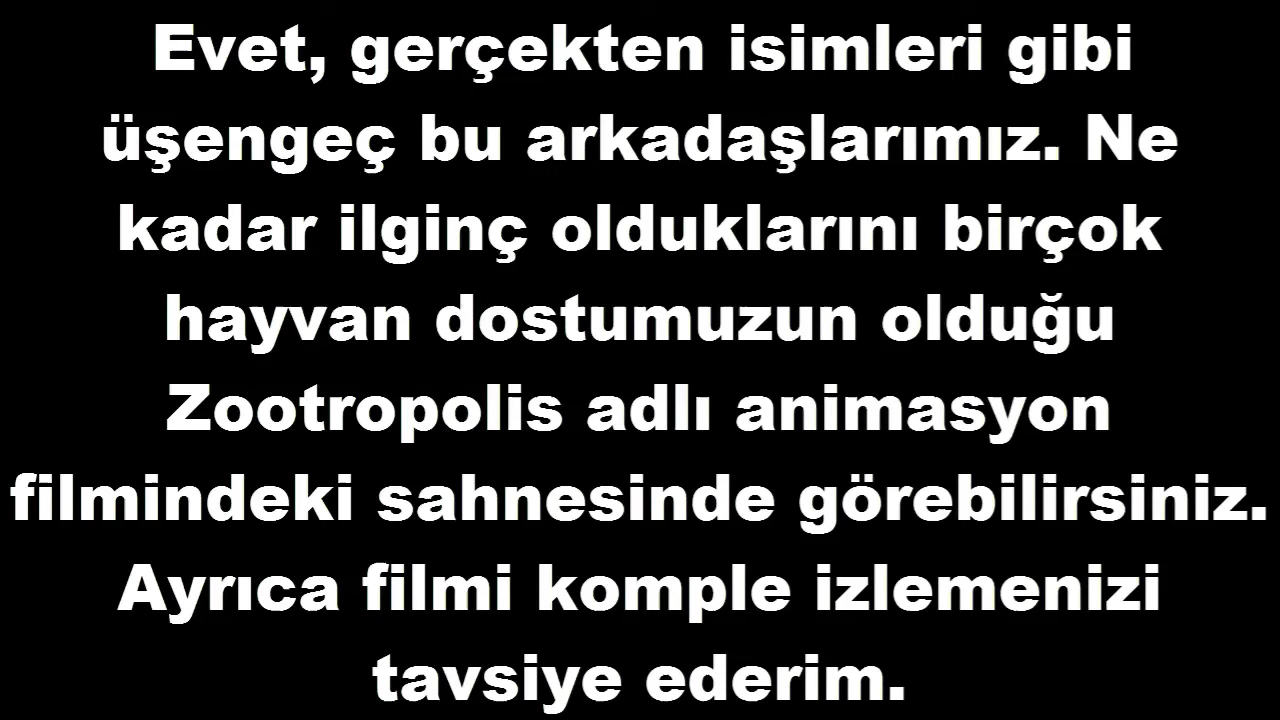 Evet, gerçekten isimleri gibi
üşengeç bu arkadaşlarımız. Ne
kadar ilginç olduklarını birçok
hayvan dostumuzun olduğu
Zootropolis adlı animasyon
filmindeki sahnesinde görebilirsiniz.
Ayrıca filmi komple izlemenizi
tavsiye ederim.